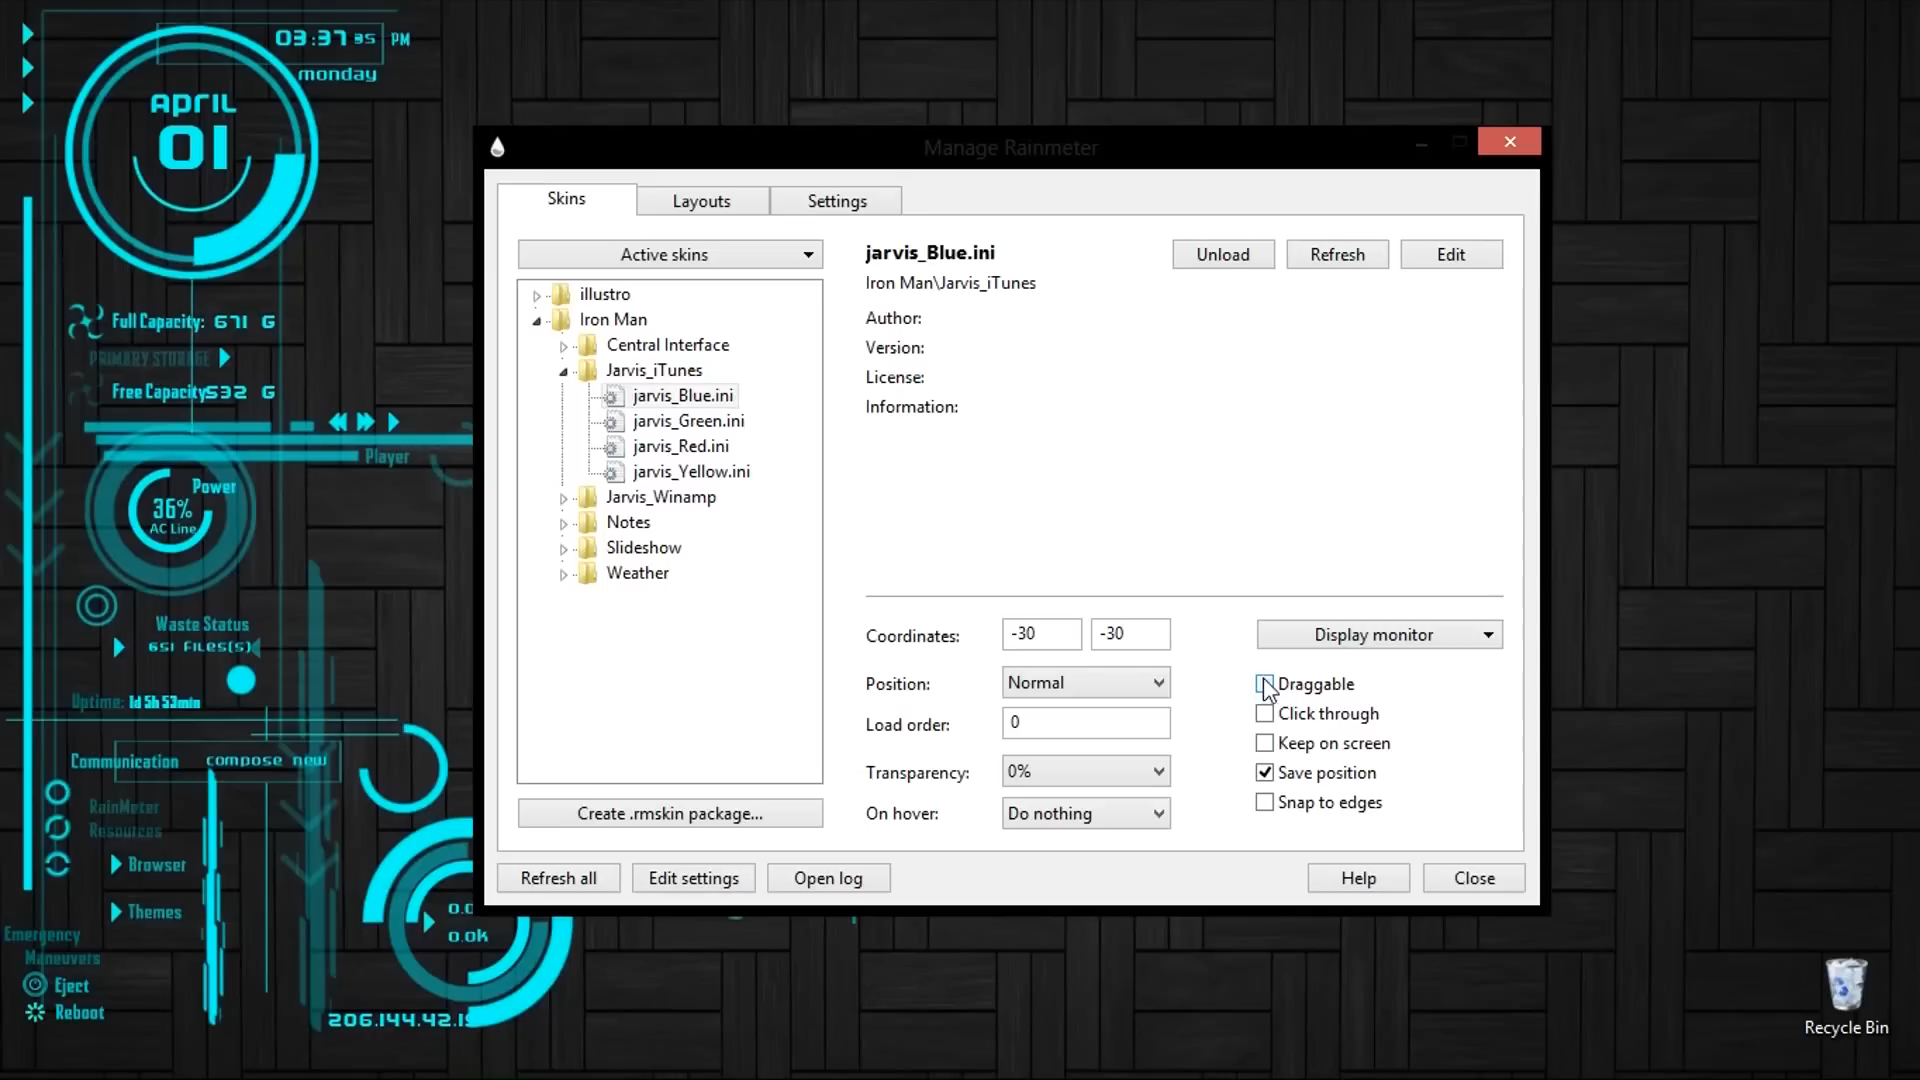 03:37 35 PM
monday
APRIL
01
Full Capacity: 671 G
PRIMARY STORAGE
Free Capacity 532 G
Player
Power
36%
AC Line
Waste Status
651 FILES(S)
Uptime: 1d 5h 53min
Communication compose new
RainMeter
Resources
Browser
Themes
Emergency
Maneuvers
Eject
Reboot
0.0k
206.144.42.19
Manage Rainmeter
Skins
Layouts
Settings
Active skins
illustro
Iron Man
Central Interface
Jarvis_iTunes
jarvis_Blue.ini
jarvis_Green.ini
jarvis_Red.ini
jarvis_Yellow.ini
Jarvis_Winamp
Notes
Slideshow
Weather
Create .rmskin package...
jarvis_Blue.ini
Unload
Refresh
Edit
Iron Man\Jarvis_iTunes
Author:
Version:
License:
Information:
Coordinates: -30 -30
Display monitor
Position: Normal
Load order: 0
Transparency: 0%
On hover: Do nothing
Draggable
Click through
Keep on screen
Save position
Snap to edges
Refresh all
Edit settings
Open log
Help
Close
Recycle Bin